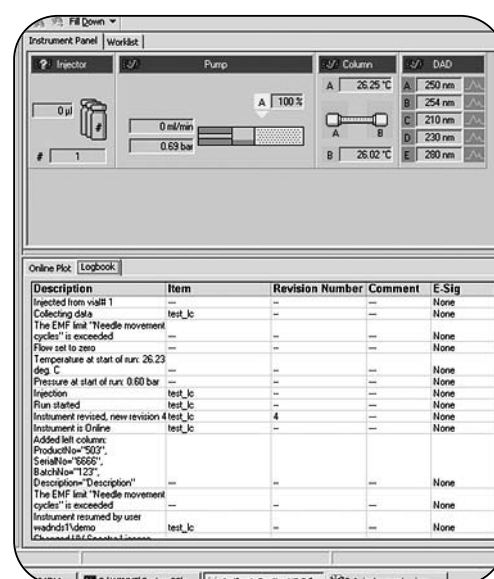 Fill Down
Instrument Panel Worklist
? Injector
Pump
Column
DAD
A 26.25 °C A 250 nm
0 µl A 100 % B 254 nm
# 0 ml/min A B C 210 nm
0.69 bar D 230 nm
# 1 B 26.02 °C E 280 nm
Online Plot Logbook
Description Item Revision Number Comment E-Sig
Injected from vial# 1 --- --- --- None
Collecting data test_lc --- --- None
The EMF limit "Needle movement
cycles" is exceeded --- --- --- None
Flow set to zero --- --- --- None
Temperature at start of run: 26.23
deg. C --- --- --- None
Pressure at start of run: 0.60 bar --- --- --- None
Injection test_lc --- --- None
Run started test_lc --- --- None
Instrument revised, new revision 4 test_lc 4 --- None
Instrument is Online test_lc --- --- None
Added left column:
ProductNo="503",
SerialNo="6666",
BatchNo="123",
Description="Description" --- --- --- None
The EMF limit "Needle movement
cycles" is exceeded --- --- --- None
Instrument resumed by user
wadnds1\demo test_lc --- --- None
Changed UV Spectra License